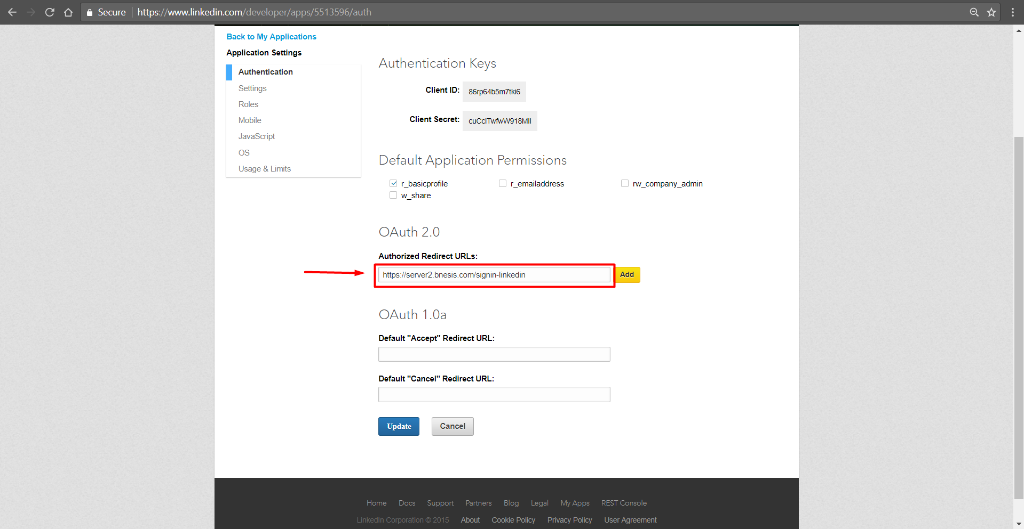 Secure https://www.linkedin.com/developer/apps/5513596/auth
Back to My Applications
Application Settings
Authentication
Settings
Roles
Mobile
JavaScript
OS
Usage & Limits
Authentication Keys
Client ID:
Client Secret:
Default Application Permissions
r_basicprofile r_emailaddress rw_company_admin
w_share
OAuth 2.0
Authorized Redirect URLs:
https://server2.bnesis.com/signin-linkedin Add
OAuth 1.0a
Default "Accept" Redirect URL:
Default "Cancel" Redirect URL:
Update Cancel
Home Docs Support Partners Blog Legal My Apps REST Console
LinkedIn Corporation © 2015 About Cookie Policy Privacy Policy User Agreement